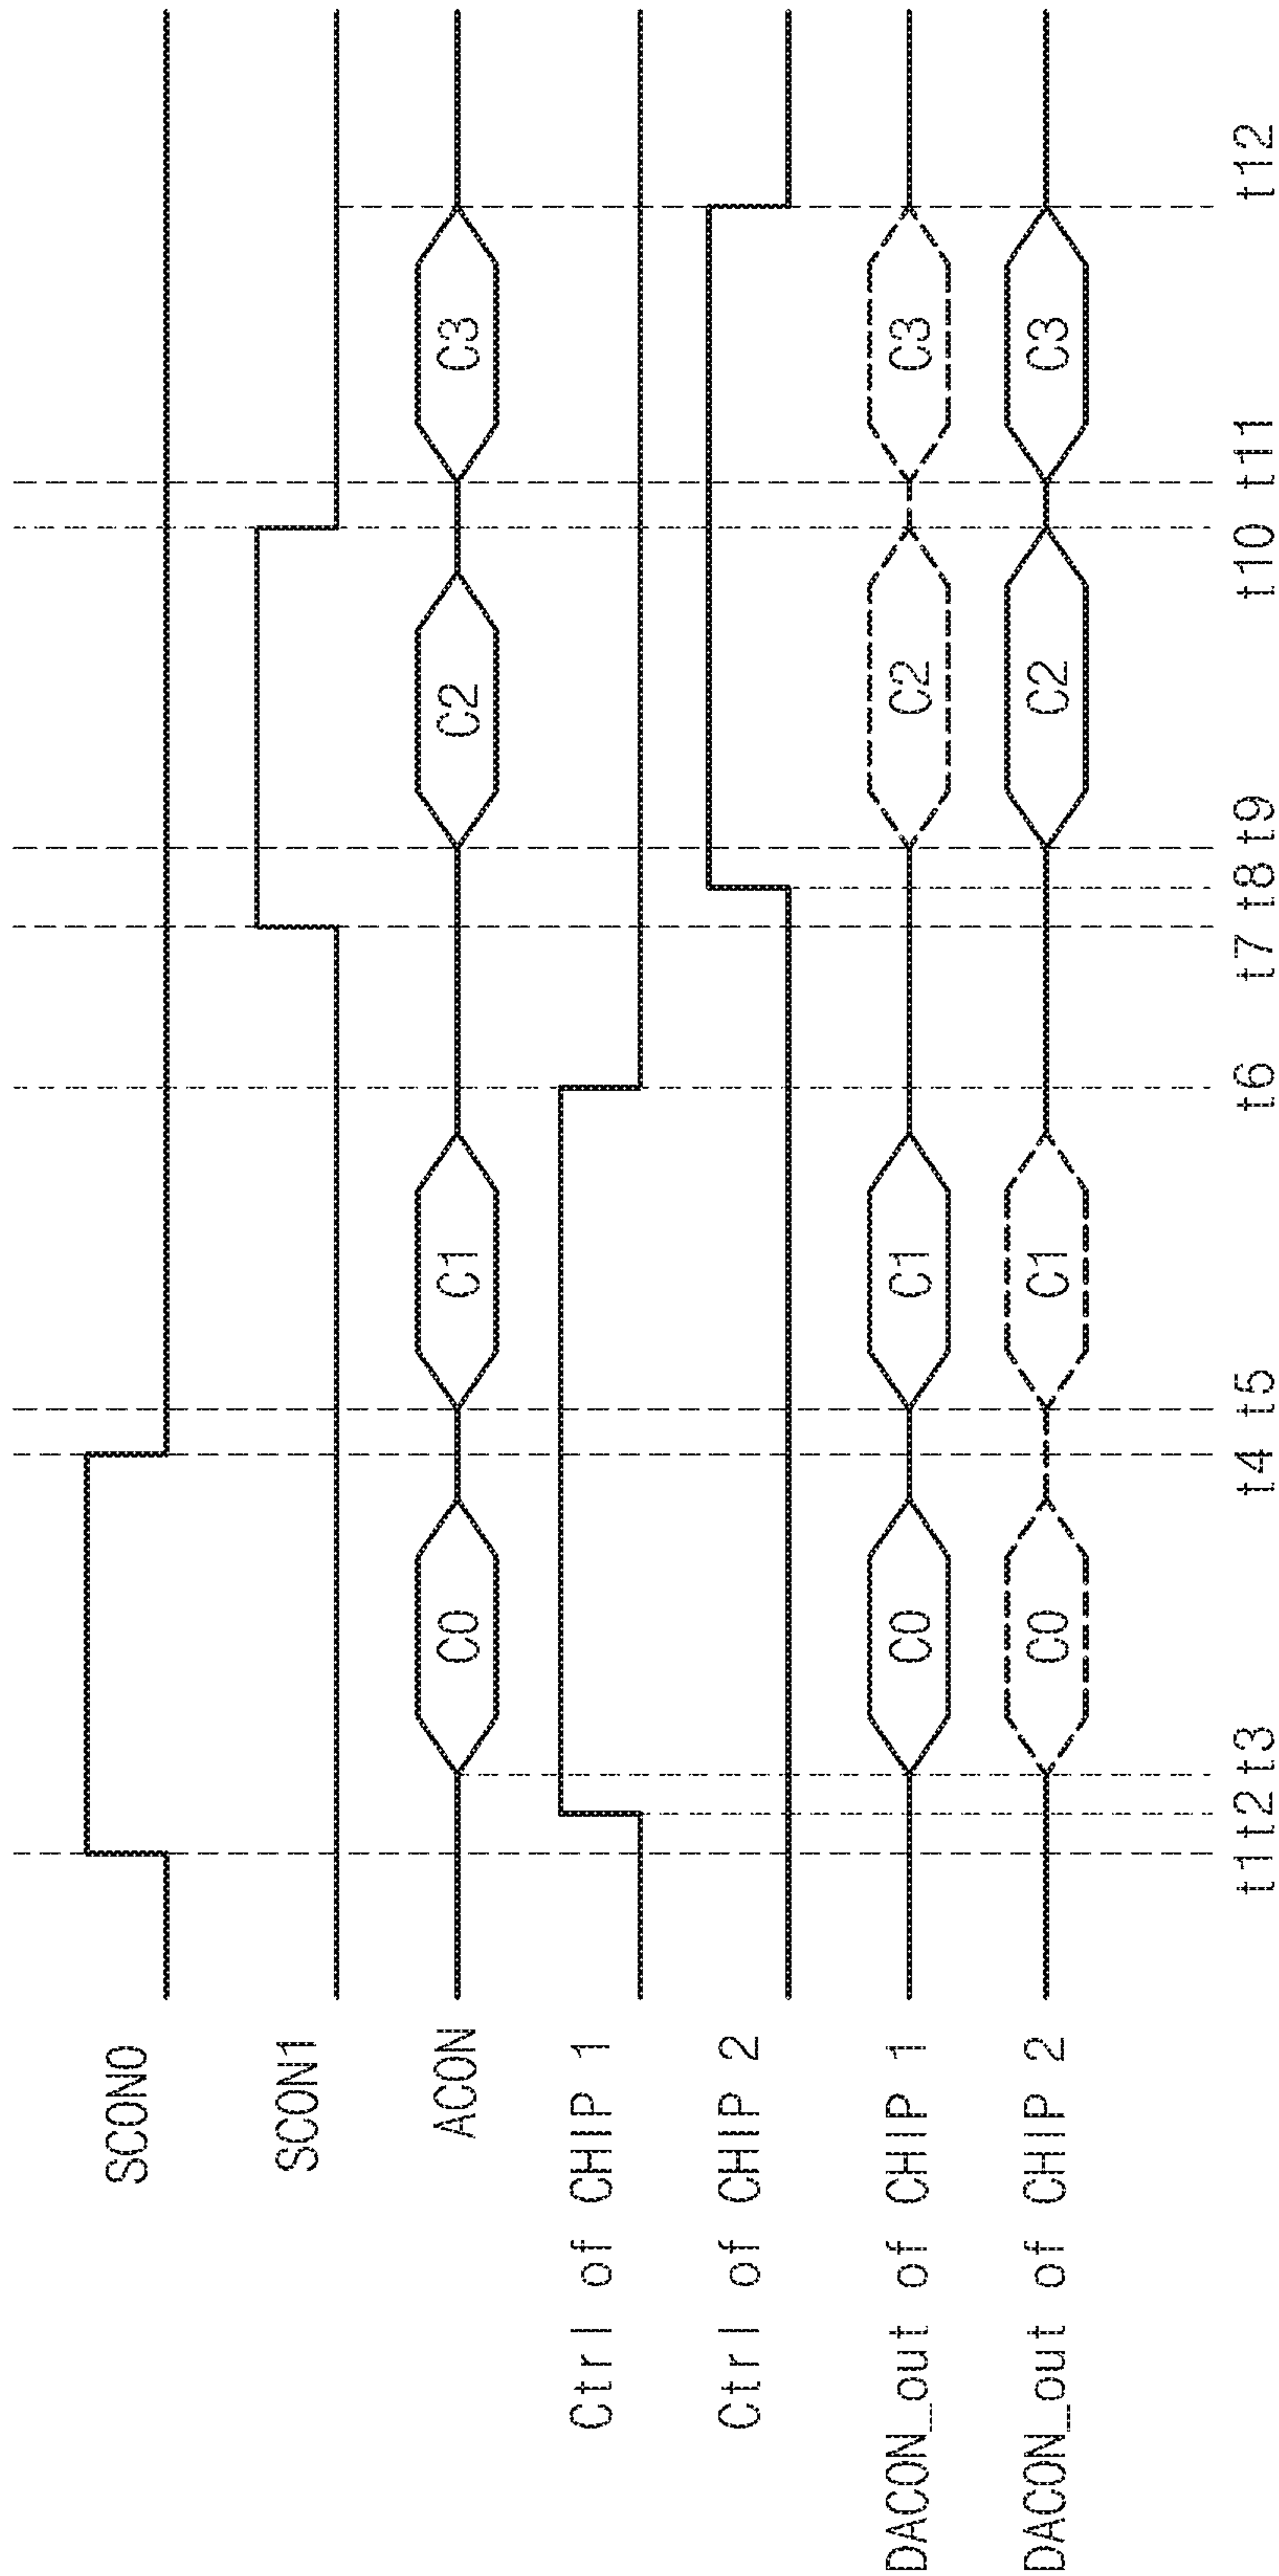 SCON0
SCON1
ACON C0 C1 C2 C3
Ctrl of CHIP 1
Ctrl of CHIP 2
DACON_out of CHIP 1 C0 C1 C2 C3
DACON_out of CHIP 2 C0 C1 C2 C3
t1 t2 t3 t4 t5 t6 t7 t8 t9 t10 t11 t12